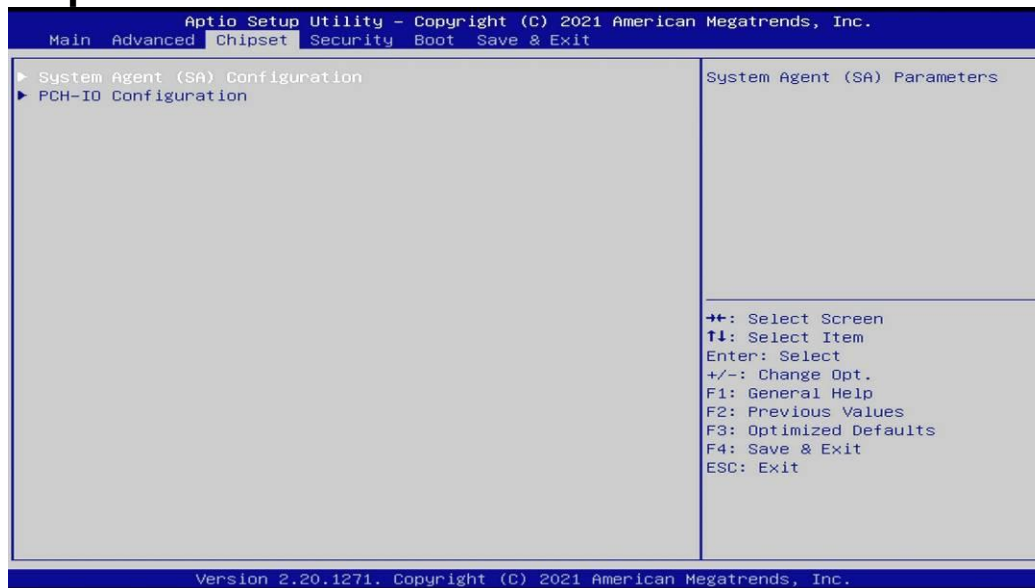 Aptio Setup Utility – Copyright (C) 2021 American Megatrends, Inc.
Main Advanced Chipset Security Boot Save & Exit
► System Agent (SA) Configuration
► PCH-IO Configuration
System Agent (SA) Parameters
→←: Select Screen
↑↓: Select Item
Enter: Select
+/-: Change Opt.
F1: General Help
F2: Previous Values
F3: Optimized Defaults
F4: Save & Exit
ESC: Exit
Version 2.20.1271. Copyright (C) 2021 American Megatrends, Inc.